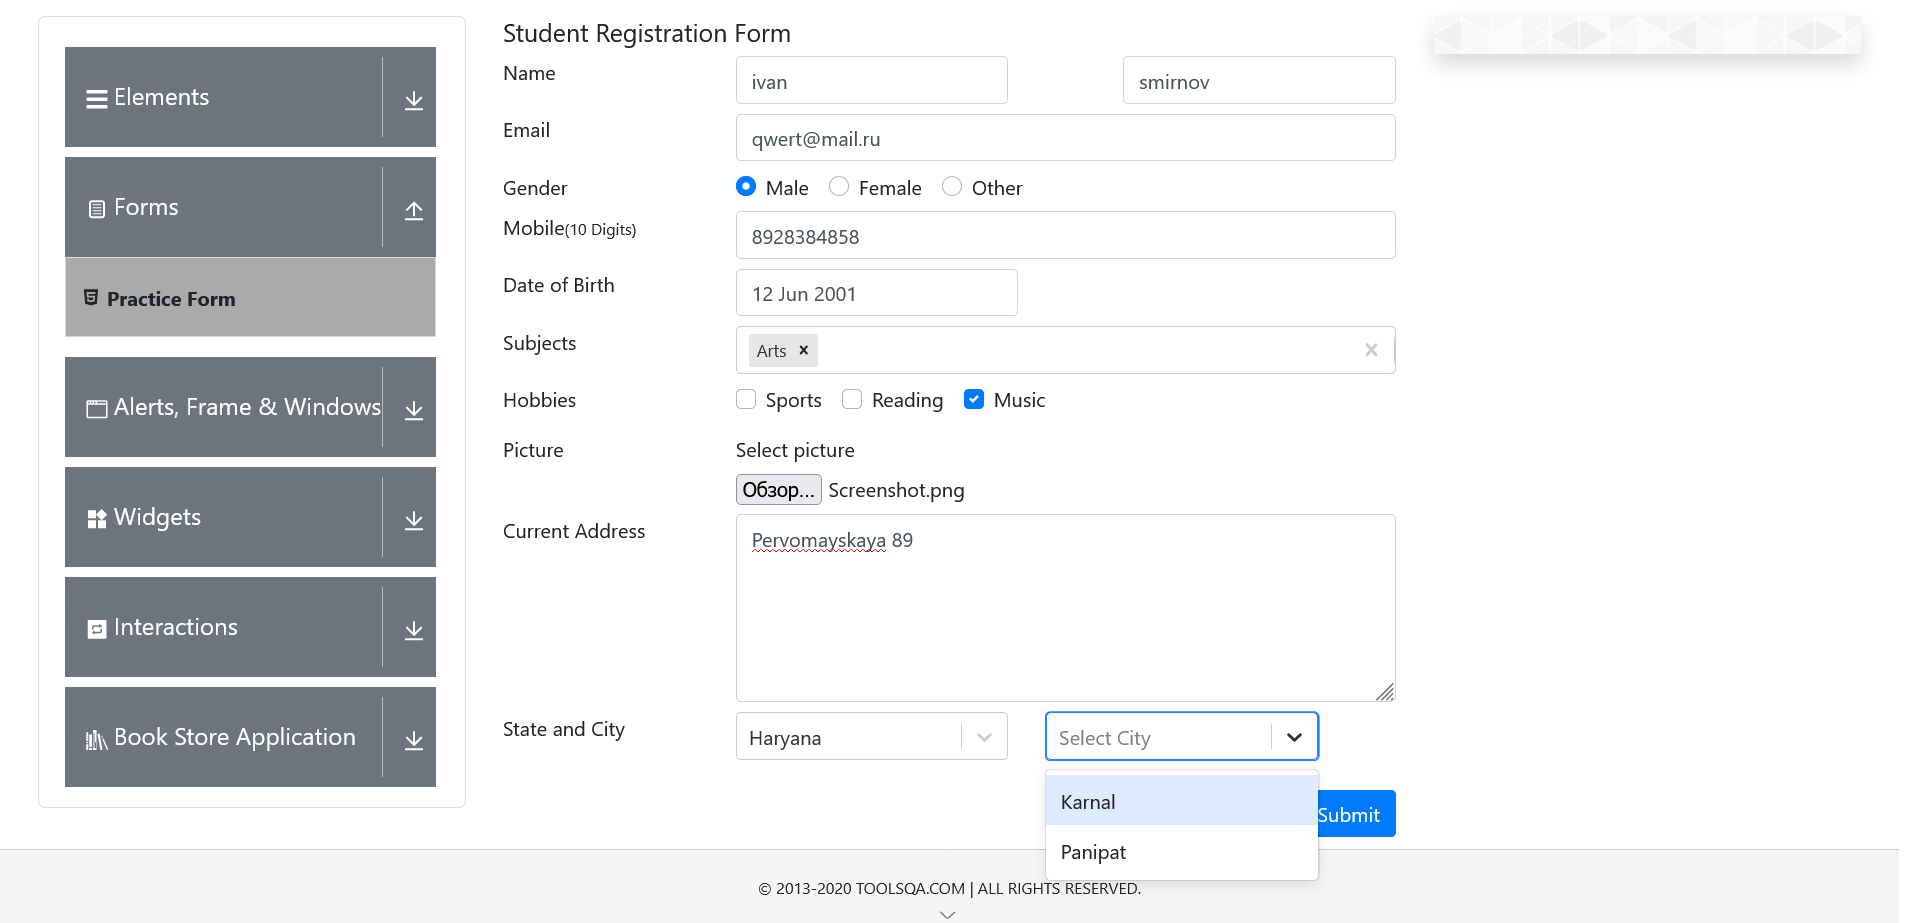 Elements
Forms
Practice Form
Alerts, Frame & Windows
Widgets
Interactions
Book Store Application
Student Registration Form
Name
ivan
smirnov
Email
qwert@mail.ru
Gender
Male
Female
Other
Mobile(10 Digits)
8928384858
Date of Birth
12 Jun 2001
Subjects
Arts
Hobbies
Sports
Reading
Music
Picture
Select picture
Обзор... Screenshot.png
Current Address
Pervomayskaya 89
State and City
Haryana
Select City
Karnal
Panipat
Submit
© 2013-2020 TOOLSQA.COM | ALL RIGHTS RESERVED.